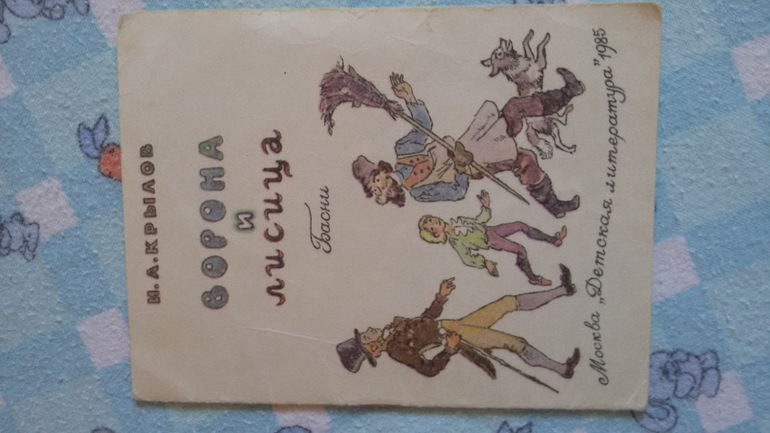 И. А. КРЫЛОВ
ВОРОНА
И
ЛИСИЦА
Басни
Москва „Детская литература" 1985